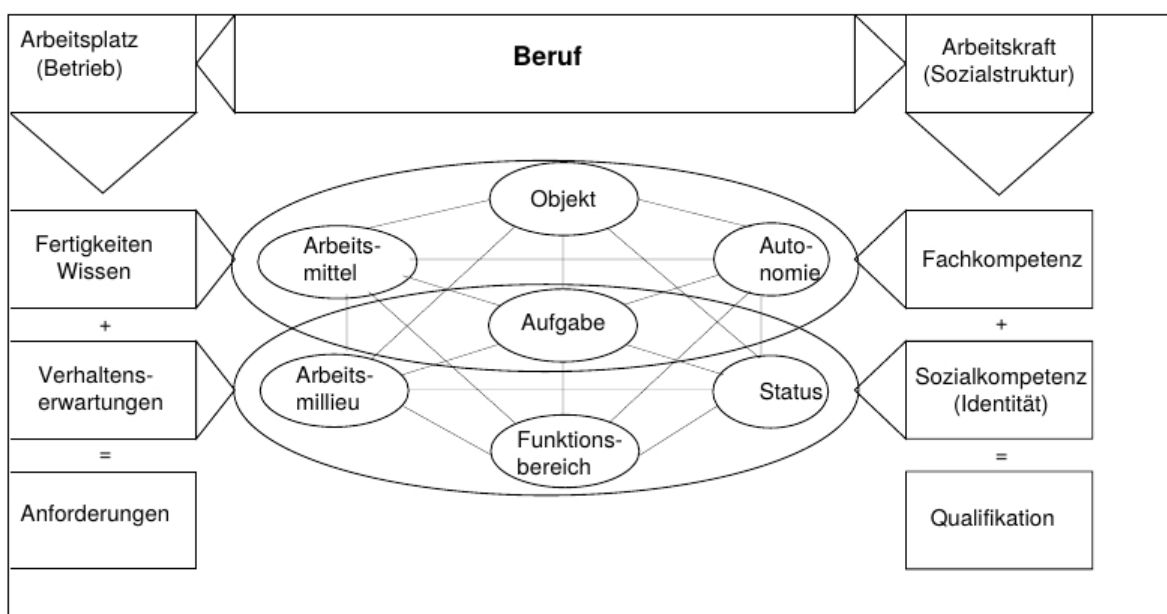 Arbeitsplatz
(Betrieb)
Beruf
Arbeitskraft
(Sozialstruktur)
Objekt
Fertigkeiten
Wissen
Arbeits-
mittel
Auto-
nomie
Fachkompetenz
+
Aufgabe
+
Verhaltens-
erwartungen
Arbeits-
millieu
Status
Sozialkompetenz
(Identität)
=
Funktions-
bereich
=
Anforderungen
Qualifikation